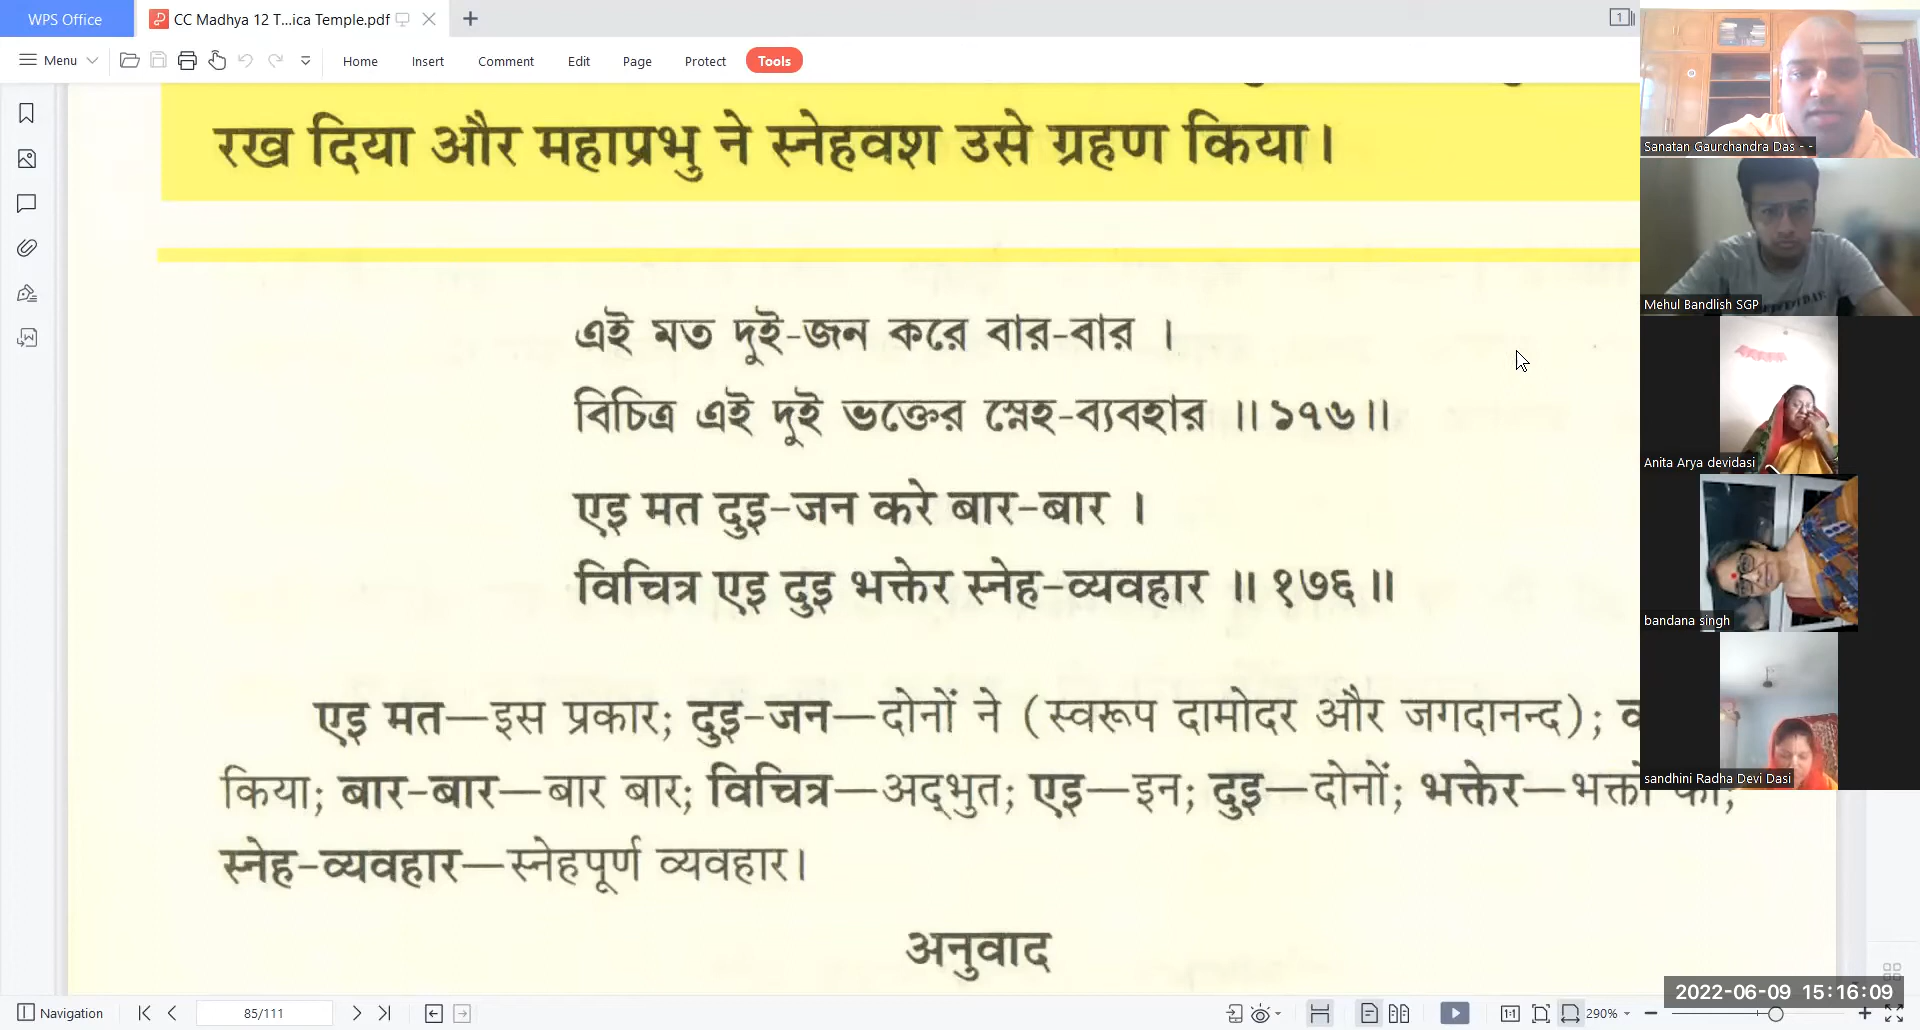 WPS Office
CC Madhya 12 T...ica Temple.pdf
1
Menu
Home Insert Comment Edit Page Protect Tools
रख दिया और महाप्रभु ने स्नेहवश उसे ग्रहण किया।
এই মত দুই-জন করে বার-বার ।
বিচিত্র এই দুই ভক্তের স্নেহ-ব্যবহার ॥ ১৭৬ ॥
एइ मत दुइ-जन करे बार-बार ।
विचित्र एइ दुइ भक्तेर स्नेह-व्यवहार ॥ १७६ ॥
एइ मत—इस प्रकार; दुइ-जन—दोनों ने (स्वरूप दामोदर और जगदानन्द);
किया; बार-बार—बार बार; विचित्र—अद्भुत; एइ—इन; दुइ—दोनों; भक्तेर—भक्तों का;
स्नेह-व्यवहार—स्नेहपूर्ण व्यवहार।
अनुवाद
Sanatan Gaurchandra Das - -
Mehul Bandlish SGP
Anita Arya devidasi
bandana singh
sandhini Radha Devi Dasi
2022-06-09 15:16:09
Navigation
85/111
1:1
290%